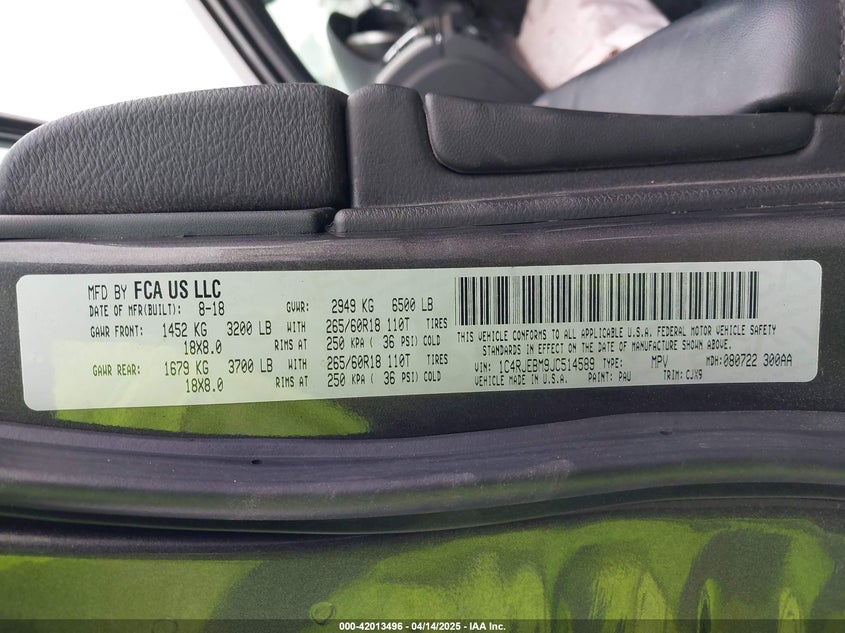 MFD BY FCA US LLC
DATE OF MFR(BUILT): 8-18 GVWR: 2949 KG 6500 LB
GAWR FRONT: 1452 KG 3200 LB WITH 265/60R18 110T TIRES
18X8.0 RIMS AT 250 KPA ( 36 PSI) COLD
GAWR REAR: 1679 KG 3700 LB WITH 265/60R18 110T TIRES
18X8.0 RIMS AT 250 KPA ( 36 PSI) COLD
THIS VEHICLE CONFORMS TO ALL APPLICABLE U.S.A. FEDERAL MOTOR VEHICLE SAFETY
STANDARDS IN EFFECT ON THE DATE OF MANUFACTURE SHOWN ABOVE.
VIN: 1C4RJEBM9JC514589 TYPE: MPV MDH: 080722 300AA
VEHICLE MADE IN: U.S.A. PAINT: PAU TRIM: CJX9
000-42013496 - 04/14/2025 - IAA Inc.